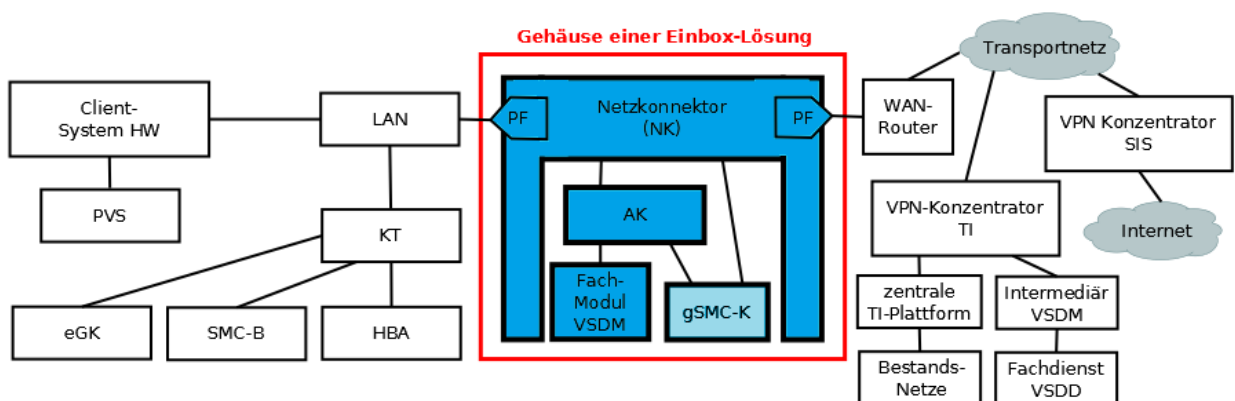 Gehäuse einer Einbox-Lösung
Client-
System HW
PVS
LAN
KT
eGK
SMC-B
HBA
PF
Netzkonnektor
(NK)
PF
AK
Fach-
Modul
VSDM
gSMC-K
WAN-
Router
Transportnetz
VPN Konzentrator
SIS
Internet
VPN-Konzentrator
TI
zentrale
TI-Plattform
Intermediär
VSDM
Bestands-
Netze
Fachdienst
VSDD